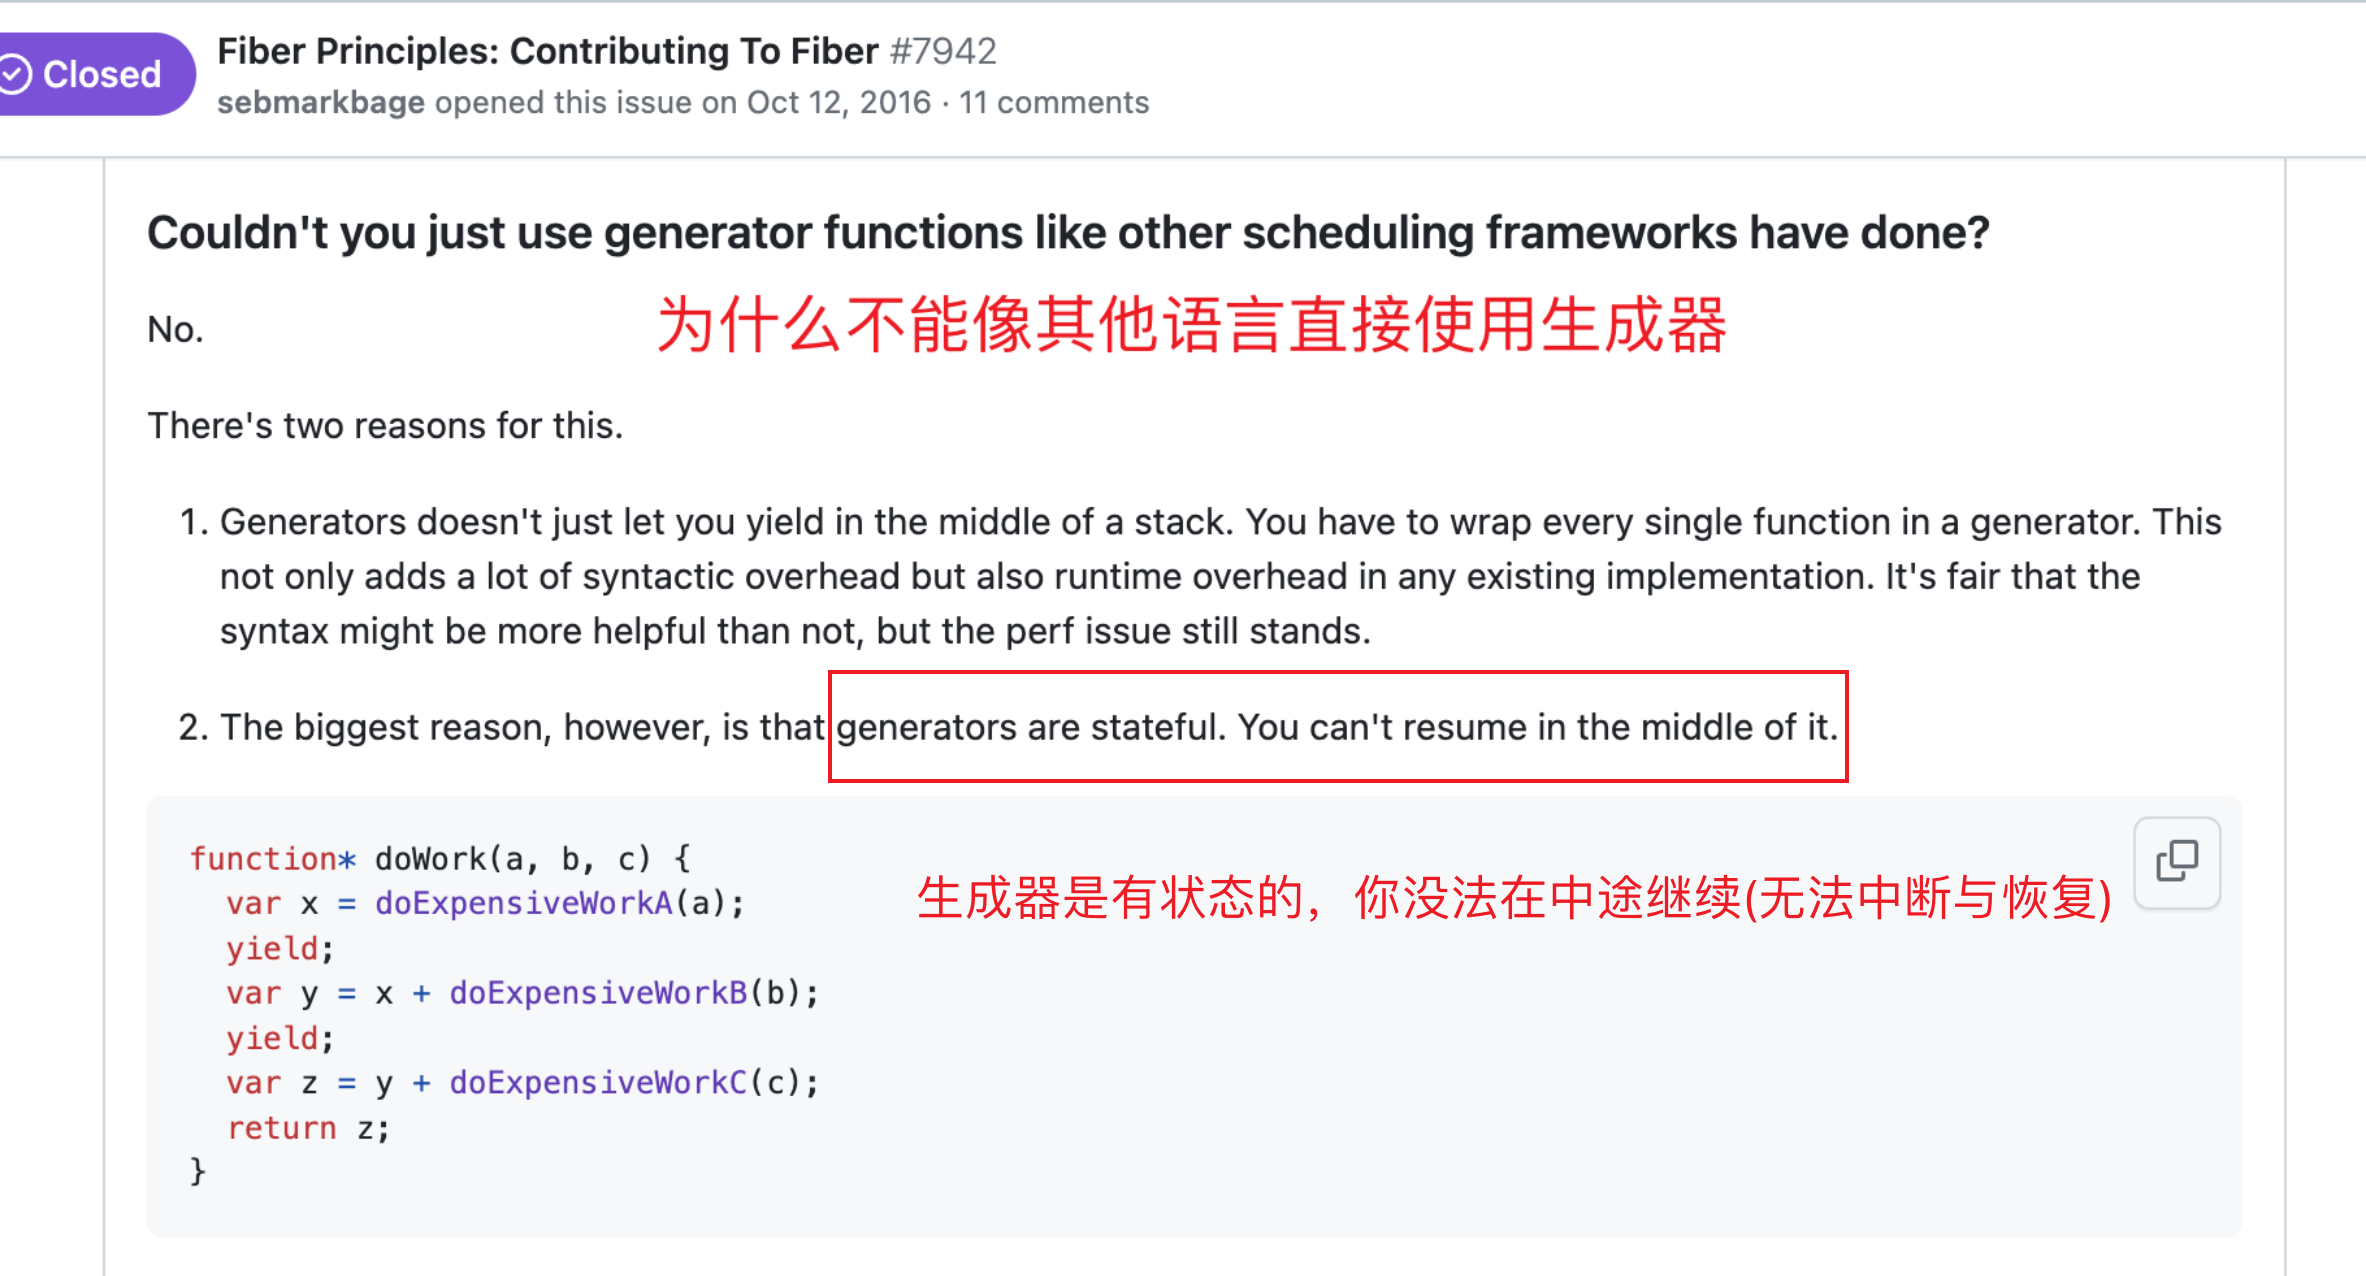 Closed
Fiber Principles: Contributing To Fiber #7942
sebmarkbage opened this issue on Oct 12, 2016 · 11 comments
Couldn't you just use generator functions like other scheduling frameworks have done?
为什么不能像其他语言直接使用生成器
No.
There's two reasons for this.
1. Generators doesn't just let you yield in the middle of a stack. You have to wrap every single function in a generator. This
not only adds a lot of syntactic overhead but also runtime overhead in any existing implementation. It's fair that the
syntax might be more helpful than not, but the perf issue still stands.
2. The biggest reason, however, is that generators are stateful. You can't resume in the middle of it.
function* doWork(a, b, c) {
  var x = doExpensiveWorkA(a);
生成器是有状态的，你没法在中途继续(无法中断与恢复)
  yield;
  var y = x + doExpensiveWorkB(b);
  yield;
  var z = y + doExpensiveWorkC(c);
  return z;
}